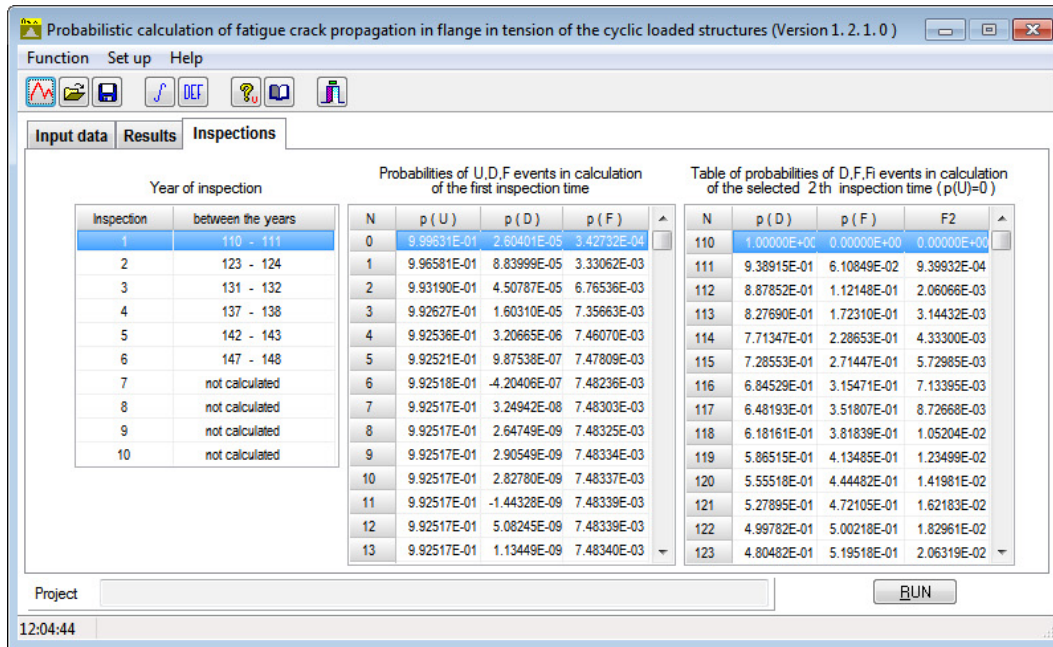 Probabilistic calculation of fatigue crack propagation in flange in tension of the cyclic loaded structures (Version 1. 2. 1. 0 )
Function Set up Help
DEF ? U
Input data Results Inspections
Year of inspection
Inspection between the years
1 110 - 111
2 123 - 124
3 131 - 132
4 137 - 138
5 142 - 143
6 147 - 148
7 not calculated
8 not calculated
9 not calculated
10 not calculated
Probabilities of U,D,F events in calculation
of the first inspection time
N p ( U ) p ( D ) p ( F )
0 9.99631E-01 2.60401E-05 3.42732E-04
1 9.96581E-01 8.83999E-05 3.33062E-03
2 9.93190E-01 4.50787E-05 6.76536E-03
3 9.92627E-01 1.60310E-05 7.35663E-03
4 9.92536E-01 3.20665E-06 7.46070E-03
5 9.92521E-01 9.87538E-07 7.47809E-03
6 9.92518E-01 -4.20406E-07 7.48236E-03
7 9.92517E-01 3.24942E-08 7.48303E-03
8 9.92517E-01 2.64749E-09 7.48325E-03
9 9.92517E-01 2.90549E-09 7.48334E-03
10 9.92517E-01 2.82780E-09 7.48337E-03
11 9.92517E-01 -1.44328E-09 7.48339E-03
12 9.92517E-01 5.08245E-09 7.48339E-03
13 9.92517E-01 1.13449E-09 7.48340E-03
Table of probabilities of D,F,Fi events in calculation
of the selected 2 th inspection time ( p(U)=0 )
N p ( D ) p ( F ) F2
110 1.00000E+00 0.00000E+00 0.00000E+00
111 9.38915E-01 6.10849E-02 9.39932E-04
112 8.87852E-01 1.12148E-01 2.06066E-03
113 8.27690E-01 1.72310E-01 3.14432E-03
114 7.71347E-01 2.28653E-01 4.33300E-03
115 7.28553E-01 2.71447E-01 5.72985E-03
116 6.84529E-01 3.15471E-01 7.13395E-03
117 6.48193E-01 3.51807E-01 8.72668E-03
118 6.18161E-01 3.81839E-01 1.05204E-02
119 5.86515E-01 4.13485E-01 1.23499E-02
120 5.55518E-01 4.44482E-01 1.41981E-02
121 5.27895E-01 4.72105E-01 1.62183E-02
122 4.99782E-01 5.00218E-01 1.82961E-02
123 4.80482E-01 5.19518E-01 2.06319E-02
Project
RUN
12:04:44